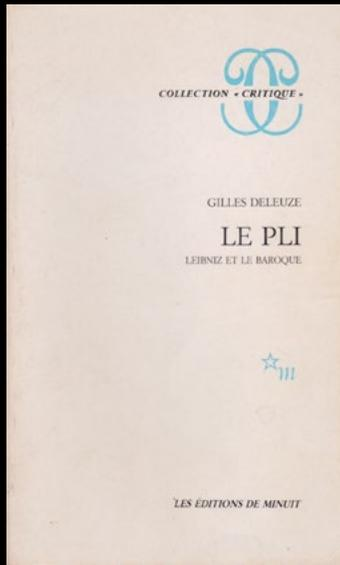 COLLECTION « CRITIQUE »
GILLES DELEUZE
LE PLI
LEIBNIZ ET LE BAROQUE
m
LES ÉDITIONS DE MINUIT